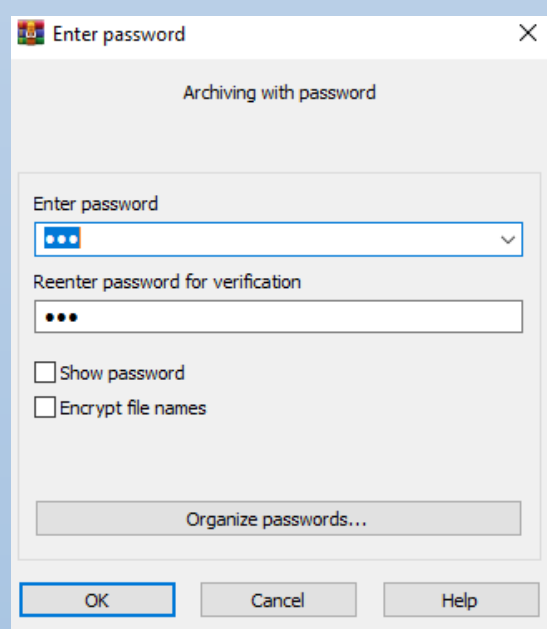 Enter password
Archiving with password
Enter password
•••
Reenter password for verification
•••
Show password
Encrypt file names
Organize passwords...
OK Cancel Help